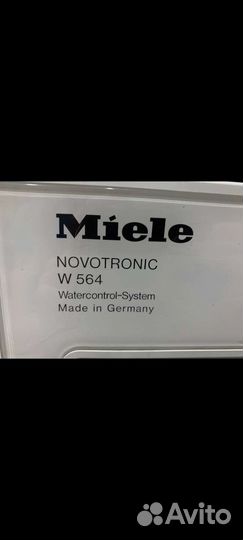 Miele
NOVOTRONIC
W 564
Watercontrol-System
Made in Germany
Avito